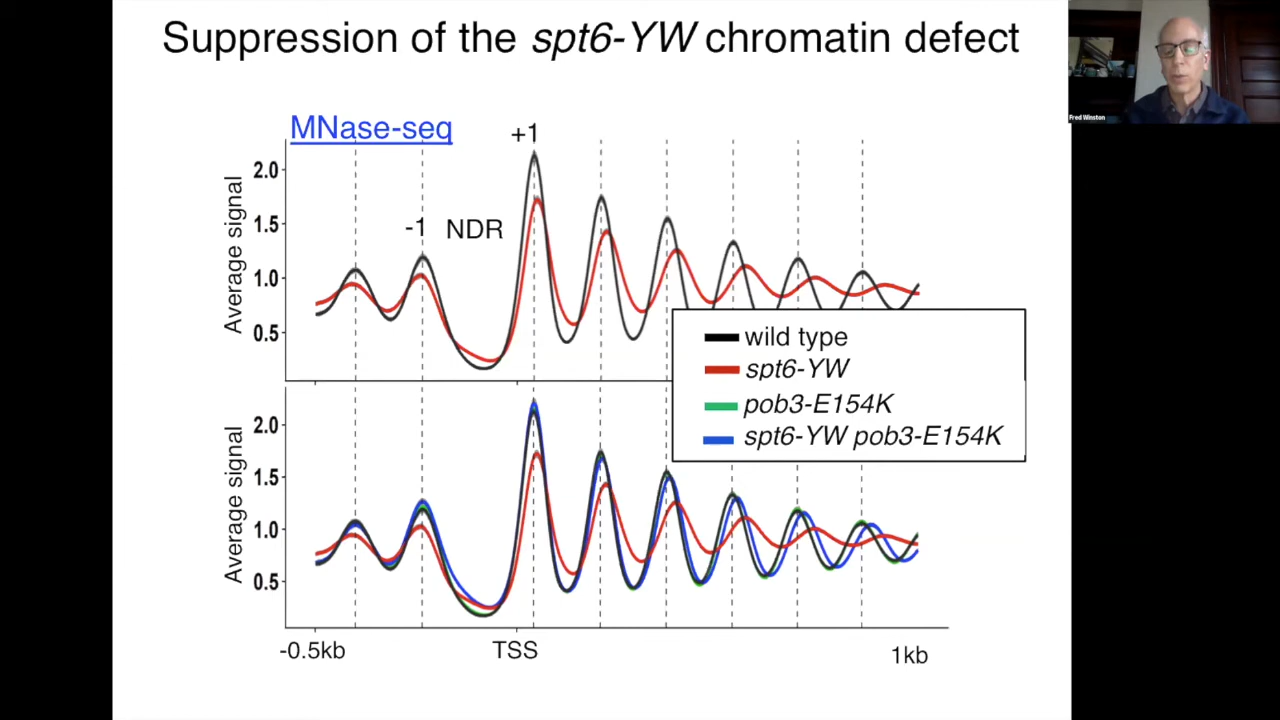 Suppression of the spt6-YW chromatin defect
Fred Winston
MNase-seq
+1
-1 NDR
Average signal
2.0
1.5
1.0
0.5
wild type
spt6-YW
pob3-E154K
spt6-YW pob3-E154K
Average signal
2.0
1.5
1.0
0.5
-0.5kb
TSS
1kb